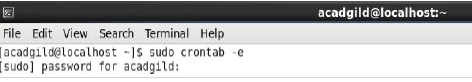 acadgild@localhost:~
File Edit View Search Terminal Help
[acadgild@localhost ~]$ sudo crontab -e
[sudo] password for acadgild: